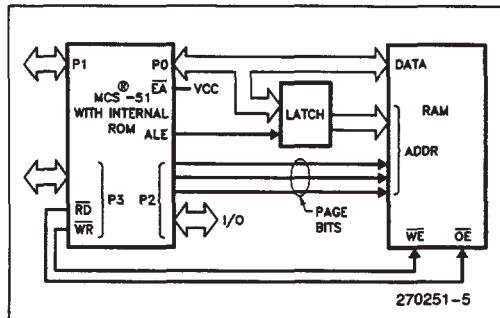 P1
P0
DATA
®
MCS -51
WITH INTERNAL
ROM
EA
VCC
LATCH
RAM
ALE
ADDR
P3
P2
RD
WR
I/O
PAGE
BITS
WE
OE
270251-5